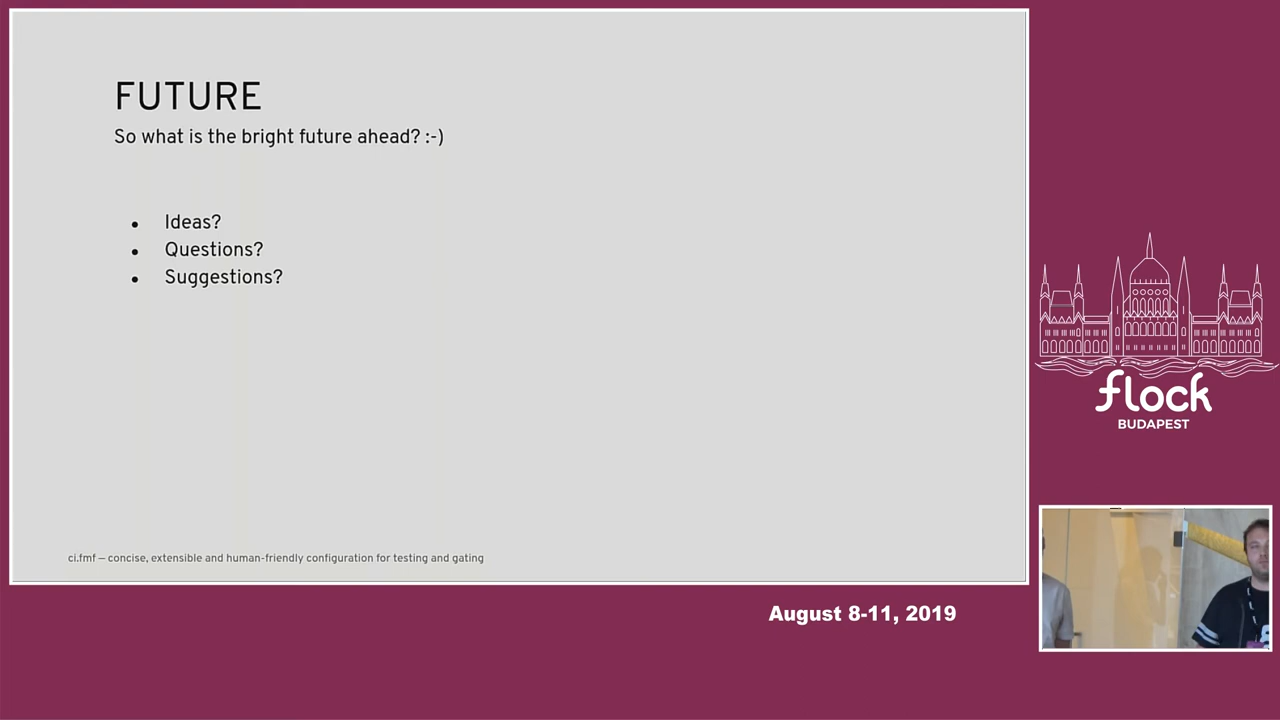 FUTURE
So what is the bright future ahead? :-)
• Ideas?
• Questions?
• Suggestions?
ci.fmf – concise, extensible and human-friendly configuration for testing and gating
flock
BUDAPEST
August 8-11, 2019